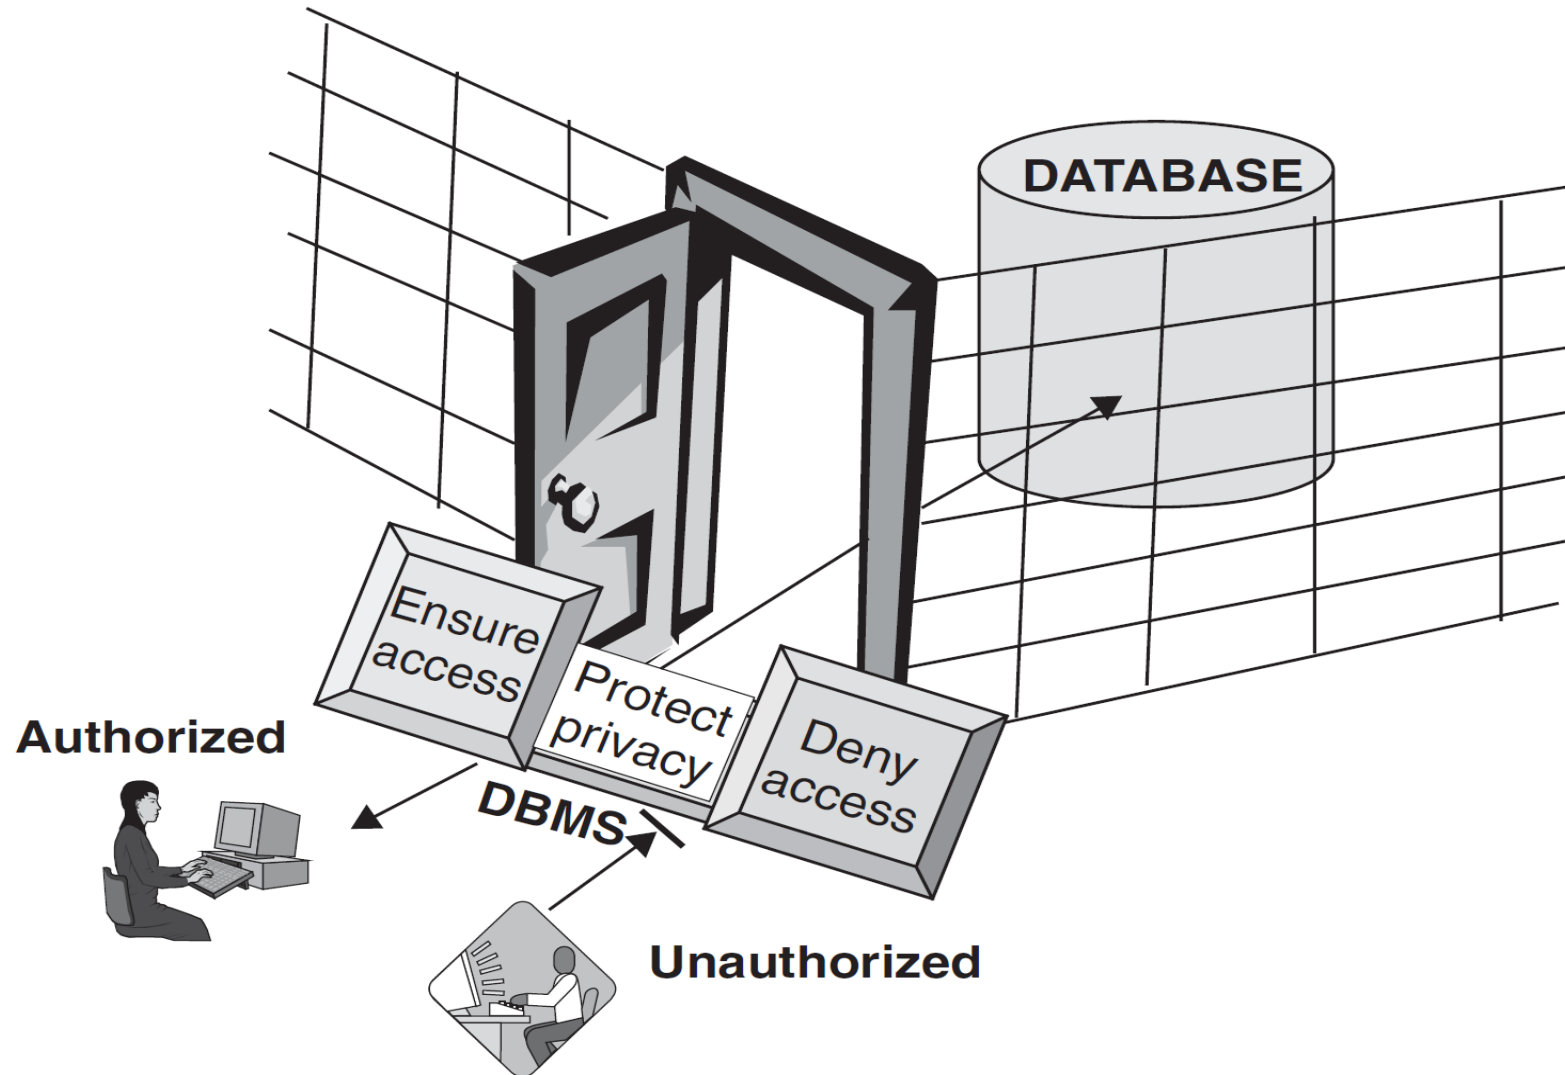 DATABASE
Ensure
access
Protect
privacy
Deny
access
Authorized
DBMS
Unauthorized